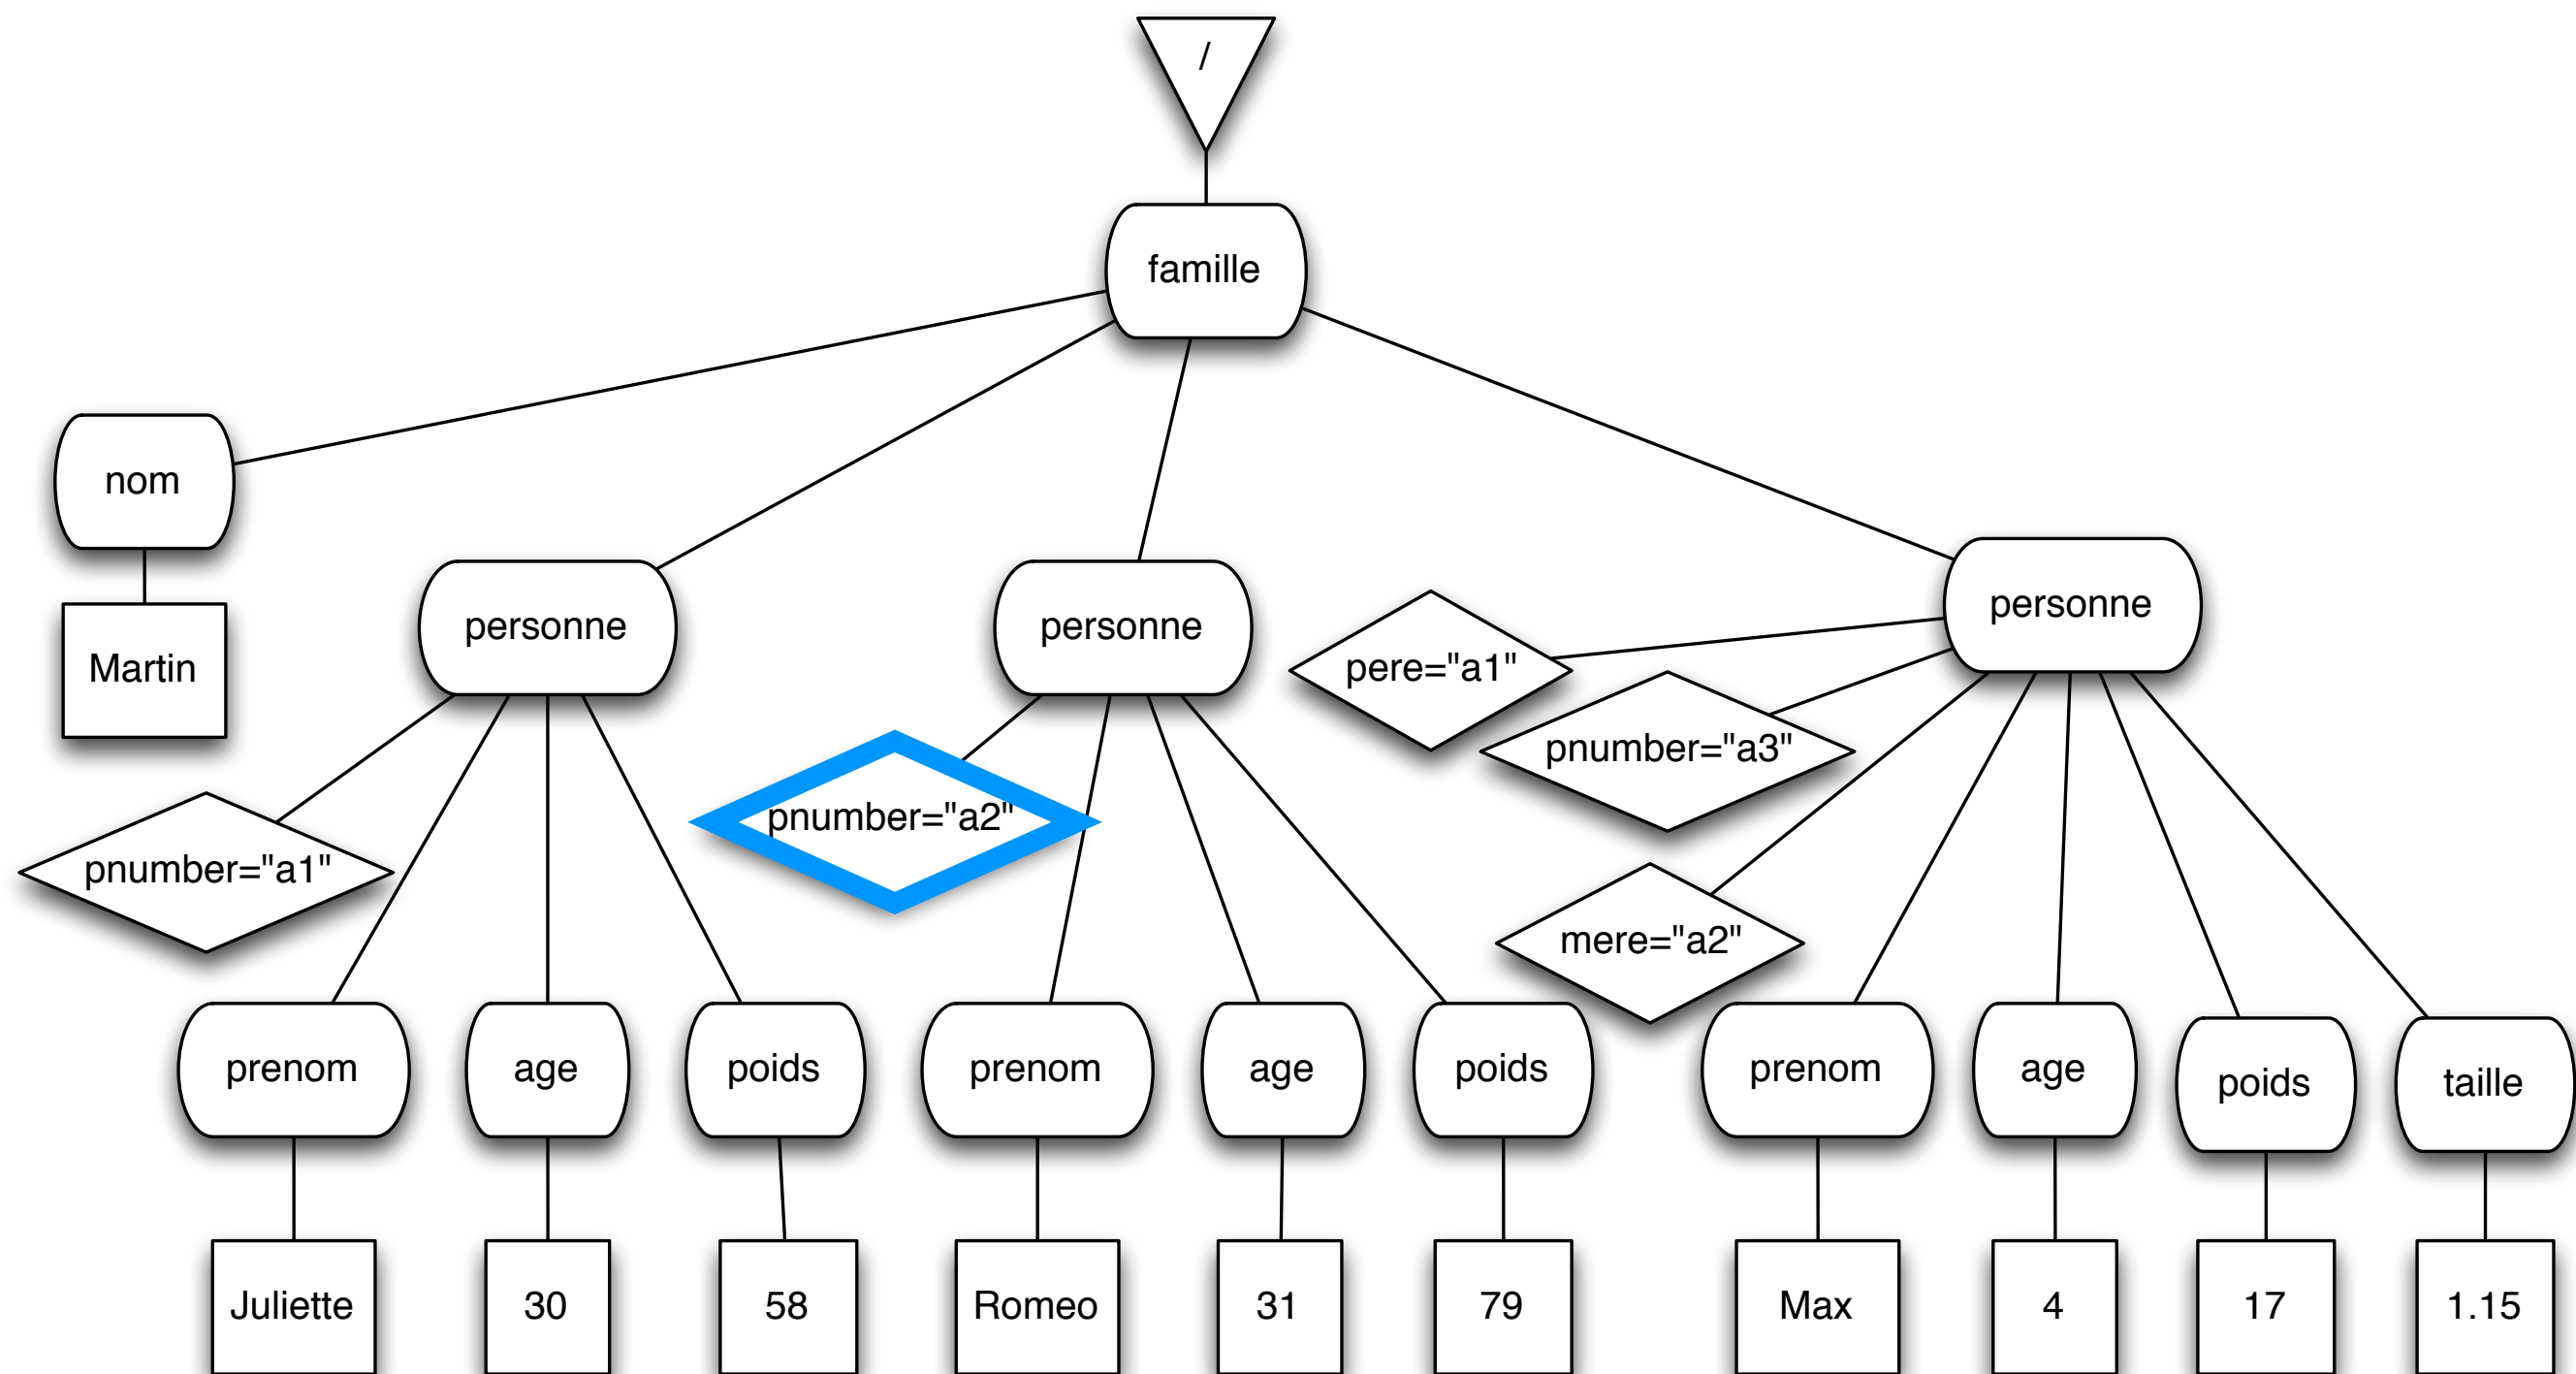 /
famille
nom
personne
personne
personne
Martin
pere="a1"
pnumber="a3"
pnumber="a2"
pnumber="a1"
mere="a2"
prenom
age
poids
prenom
age
poids
prenom
age
poids
taille
Juliette
30
58
Romeo
31
79
Max
4
17
1.15